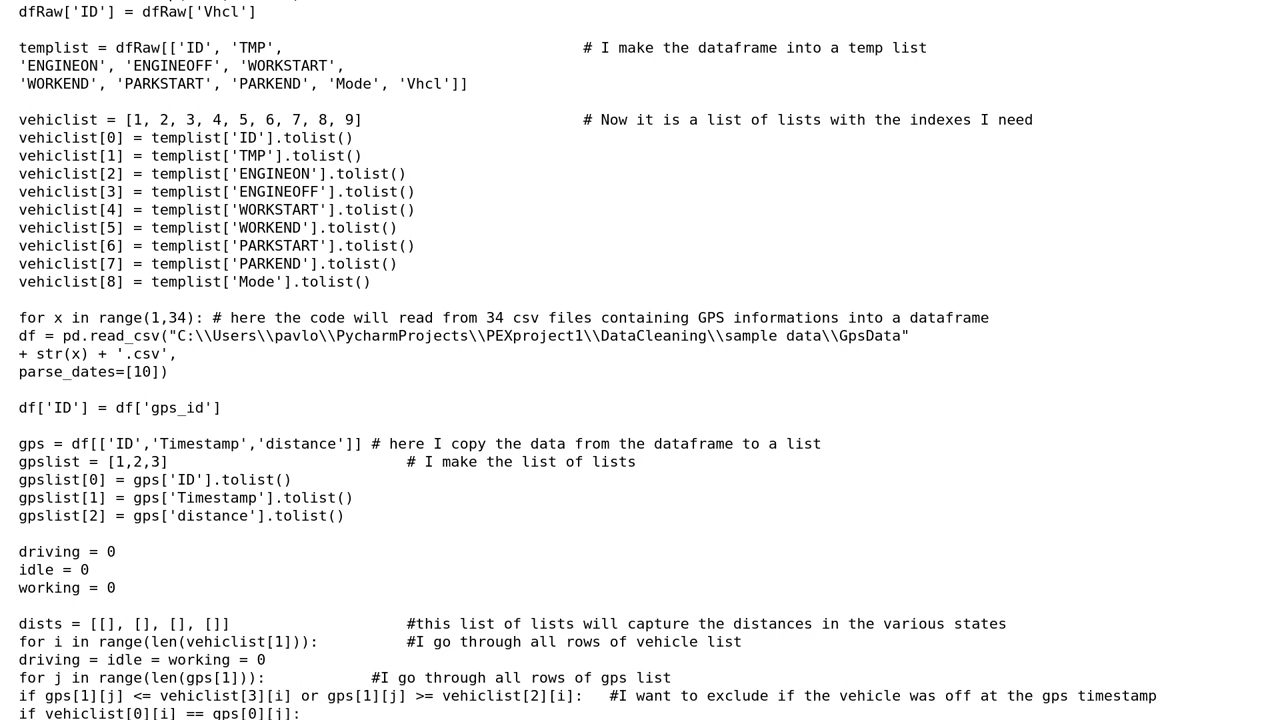 dfRaw['ID'] = dfRaw['Vhcl']
templist = dfRaw[['ID', 'TMP', # I make the dataframe into a temp list
'ENGINEON', 'ENGINEOFF', 'WORKSTART',
'WORKEND', 'PARKSTART', 'PARKEND', 'Mode', 'Vhcl']]
vehiclist = [1, 2, 3, 4, 5, 6, 7, 8, 9] # Now it is a list of lists with the indexes I need
vehiclist[0] = templist['ID'].tolist()
vehiclist[1] = templist['TMP'].tolist()
vehiclist[2] = templist['ENGINEON'].tolist()
vehiclist[3] = templist['ENGINEOFF'].tolist()
vehiclist[4] = templist['WORKSTART'].tolist()
vehiclist[5] = templist['WORKEND'].tolist()
vehiclist[6] = templist['PARKSTART'].tolist()
vehiclist[7] = templist['PARKEND'].tolist()
vehiclist[8] = templist['Mode'].tolist()
for x in range(1,34): # here the code will read from 34 csv files containing GPS informations into a dataframe
df = pd.read_csv("C:\\Users\\pavlo\\PycharmProjects\\PEXproject1\\DataCleaning\\sample data\\GpsData"
+ str(x) + '.csv',
parse_dates=[10])
df['ID'] = df['gps_id']
gps = df[['ID','Timestamp','distance']] # here I copy the data from the dataframe to a list
gpslist = [1,2,3] # I make the list of lists
gpslist[0] = gps['ID'].tolist()
gpslist[1] = gps['Timestamp'].tolist()
gpslist[2] = gps['distance'].tolist()
driving = 0
idle = 0
working = 0
dists = [[], [], [], []] #this list of lists will capture the distances in the various states
for i in range(len(vehiclist[1])): #I go through all rows of vehicle list
driving = idle = working = 0
for j in range(len(gps[1])): #I go through all rows of gps list
if gps[1][j] <= vehiclist[3][i] or gps[1][j] >= vehiclist[2][i]: #I want to exclude if the vehicle was off at the gps timestamp
if vehiclist[0][i] == gps[0][j]: